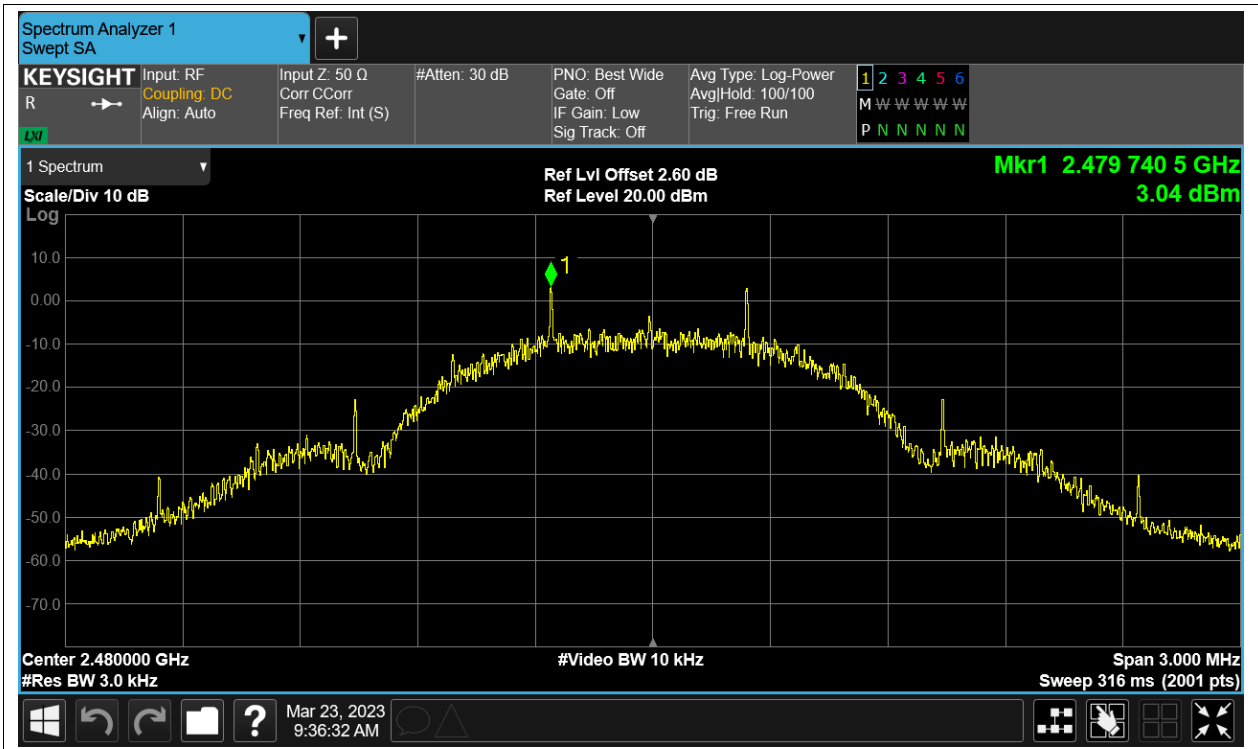 Spectrum Analyzer 1
Swept SA
KEYSIGHT
R
LXI
Input: RF
Coupling: DC
Align: Auto
Input Z: 50 Ω
Corr CCorr
Freq Ref: Int (S)
#Atten: 30 dB
PNO: Best Wide
Gate: Off
IF Gain: Low
Sig Track: Off
Avg Type: Log-Power
Avg|Hold: 100/100
Trig: Free Run
1 2 3 4 5 6
M W W W W W W
P N N N N N
1 Spectrum
Scale/Div 10 dB
Log
Ref Lvl Offset 2.60 dB
Ref Level 20.00 dBm
Mkr1 2.479 740 5 GHz
3.04 dBm
1
10.0
0.00
-10.0
-20.0
-30.0
-40.0
-50.0
-60.0
-70.0
Center 2.480000 GHz
#Video BW 10 kHz
Span 3.000 MHz
#Res BW 3.0 kHz
Sweep 316 ms (2001 pts)
?
Mar 23, 2023
9:36:32 AM